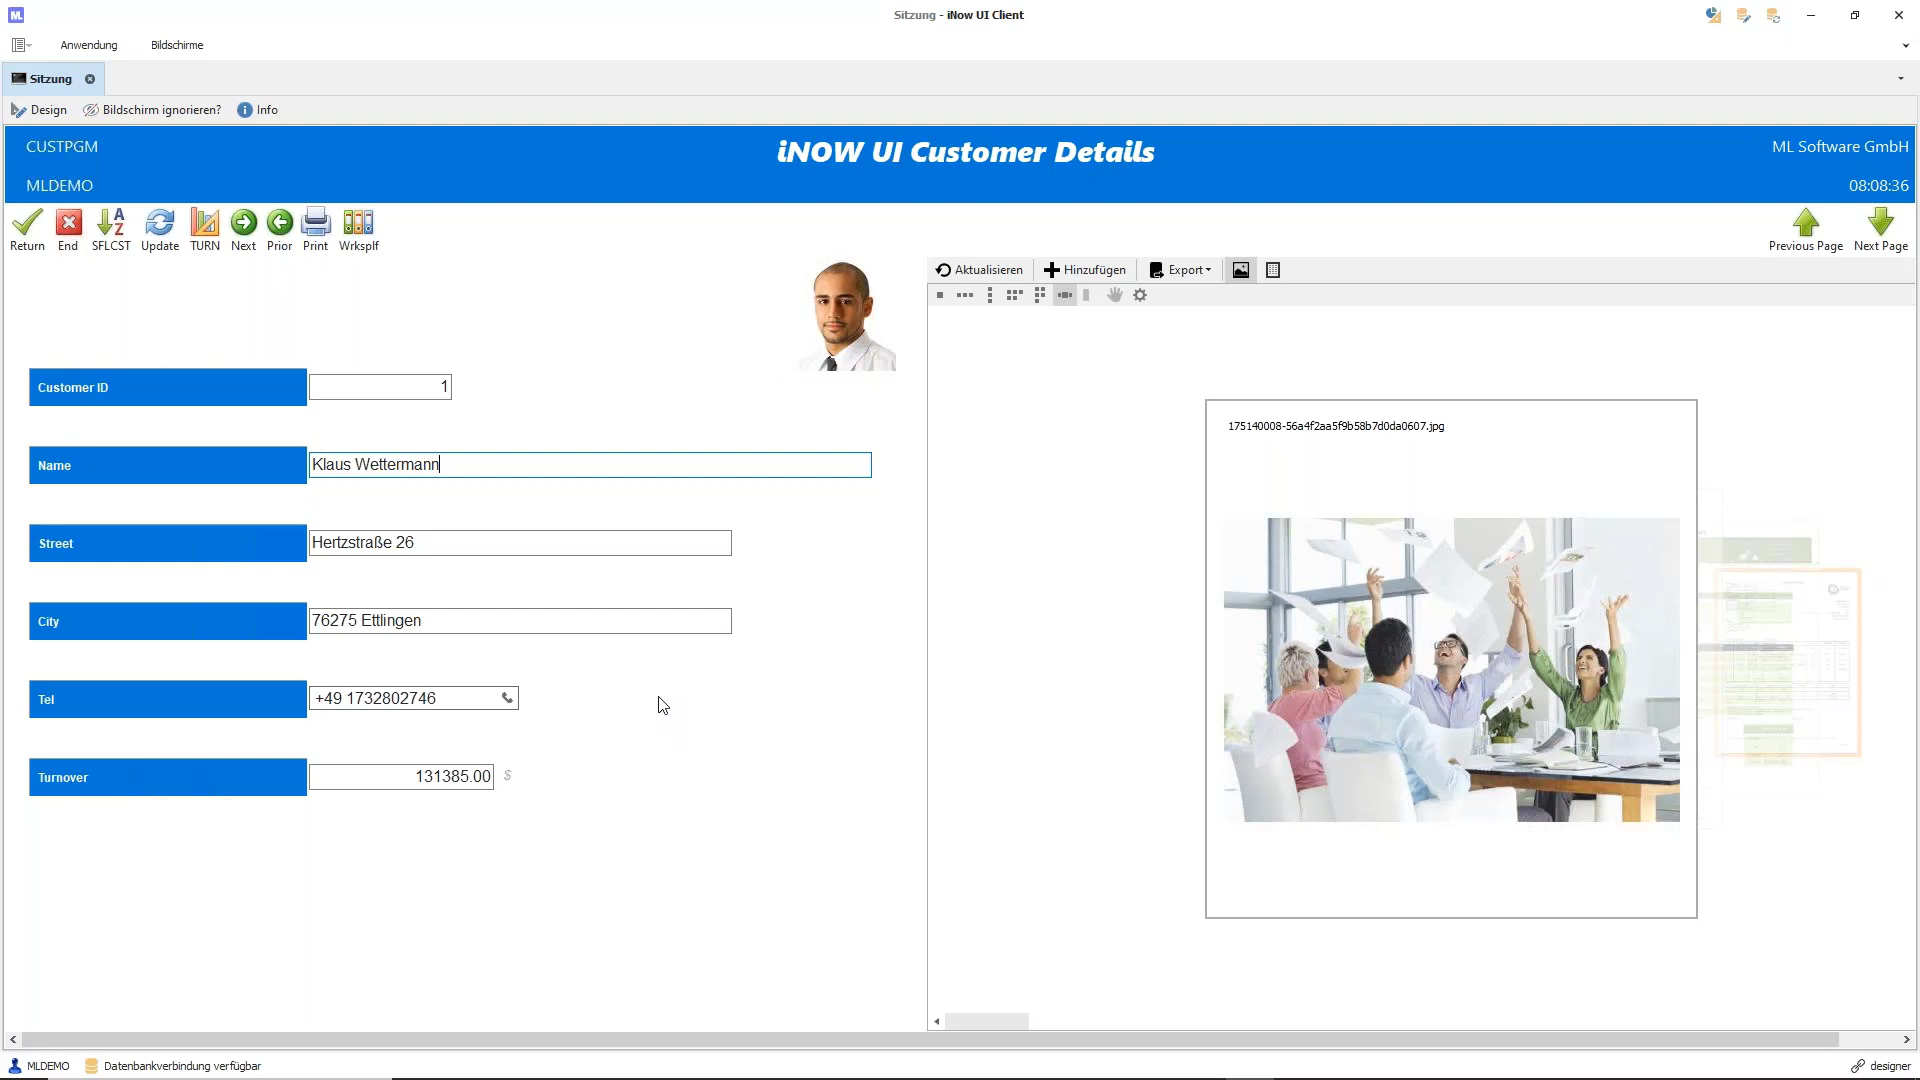 ML
Sitzung - iNow UI Client
Anwendung
Bildschirme
Sitzung
Design
Bildschirm ignorieren?
Info
CUSTPGM
iNOW UI Customer Details
ML Software GmbH
MLDEMO
08:08:36
Return
End
SFLCST
Update
TURN
Next
Prior
Print
Wrksplf
Previous Page
Next Page
Aktualisieren
Hinzufügen
Export
Customer ID
1
Name
Klaus Wettermann
Street
Hertzstraße 26
City
76275 Ettlingen
Tel
+49 1732802746
Turnover
131385.00 $
175140008-56a4f2aa5f9b58b7d0da0607.jpg
MLDEMO
Datenbankverbindung verfügbar
designer